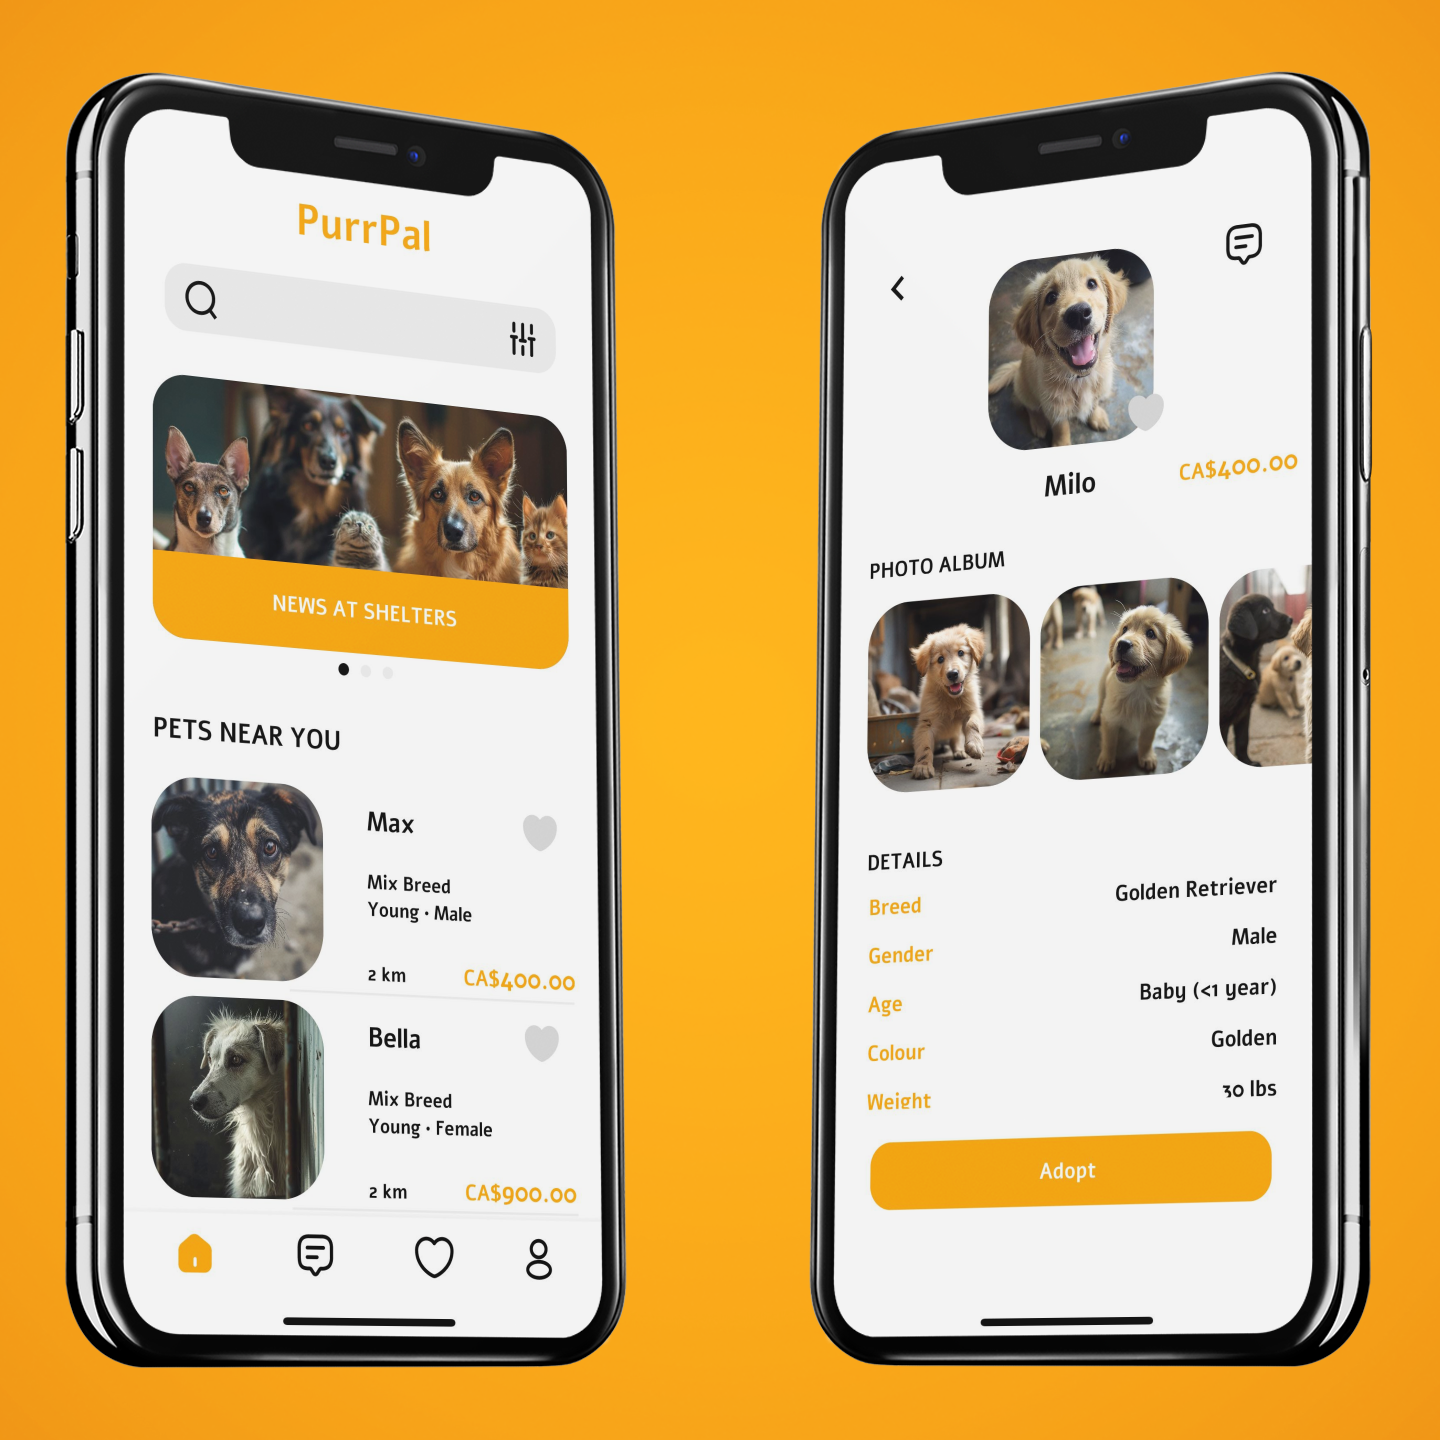 PurrPal
NEWS AT SHELTERS
PETS NEAR YOU
Max
Mix Breed
Young • Male
2 km
CA$400.00
Bella
Mix Breed
Young • Female
2 km
CA$900.00
Milo
CA$400.00
PHOTO ALBUM
DETAILS
Breed
Golden Retriever
Gender
Male
Age
Baby (<1 year)
Colour
Golden
Weight
30 lbs
Adopt